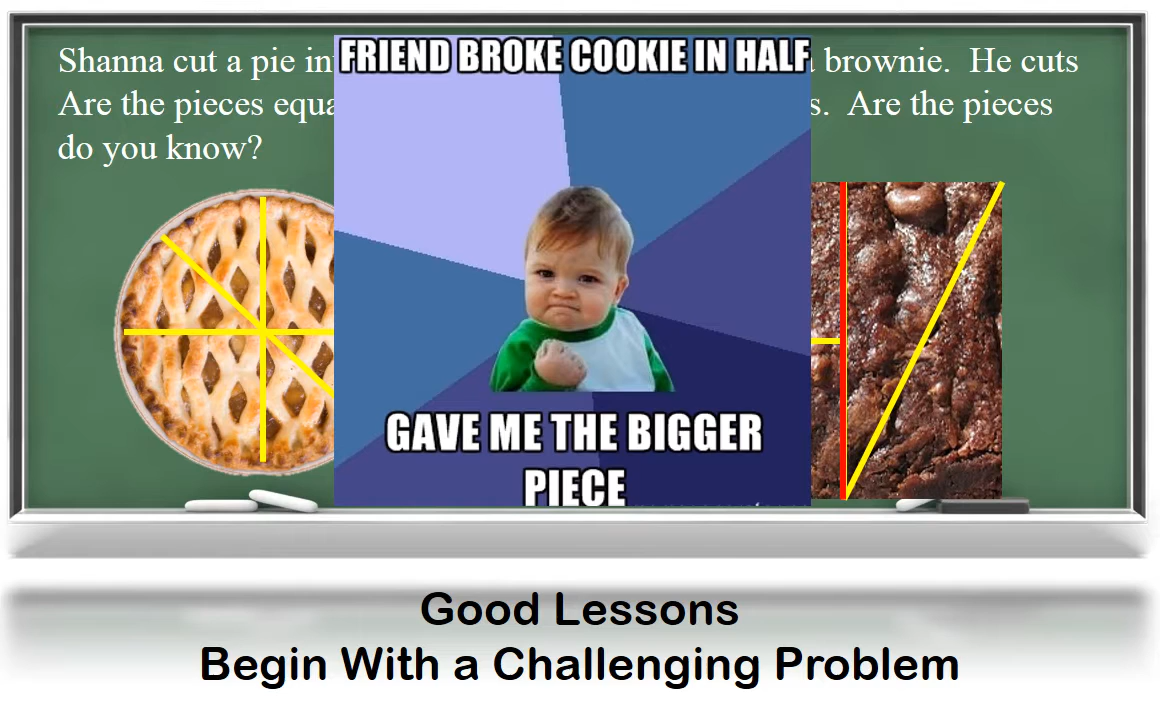 Shanna cut a pie in
Are the pieces equa
do you know?
brownie. He cuts
s. Are the pieces
FRIEND BROKE COOKIE IN HALF
GAVE ME THE BIGGER
PIECE
Good Lessons
Begin With a Challenging Problem